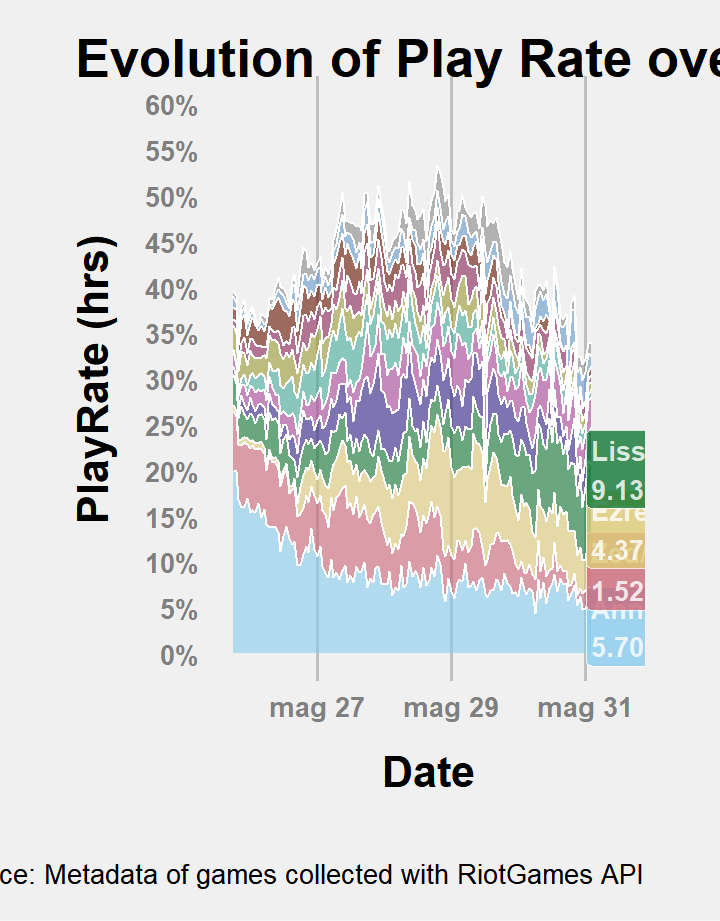 Evolution of Play Rate ove
60%
55%
50%
45%
40%
35%
30%
25%
20%
15%
10%
5%
0%
PlayRate (hrs)
Liss
9.13
Ezre
4.37
1.52
Ahri
5.70
mag 27 mag 29 mag 31
Date
ce: Metadata of games collected with RiotGames API